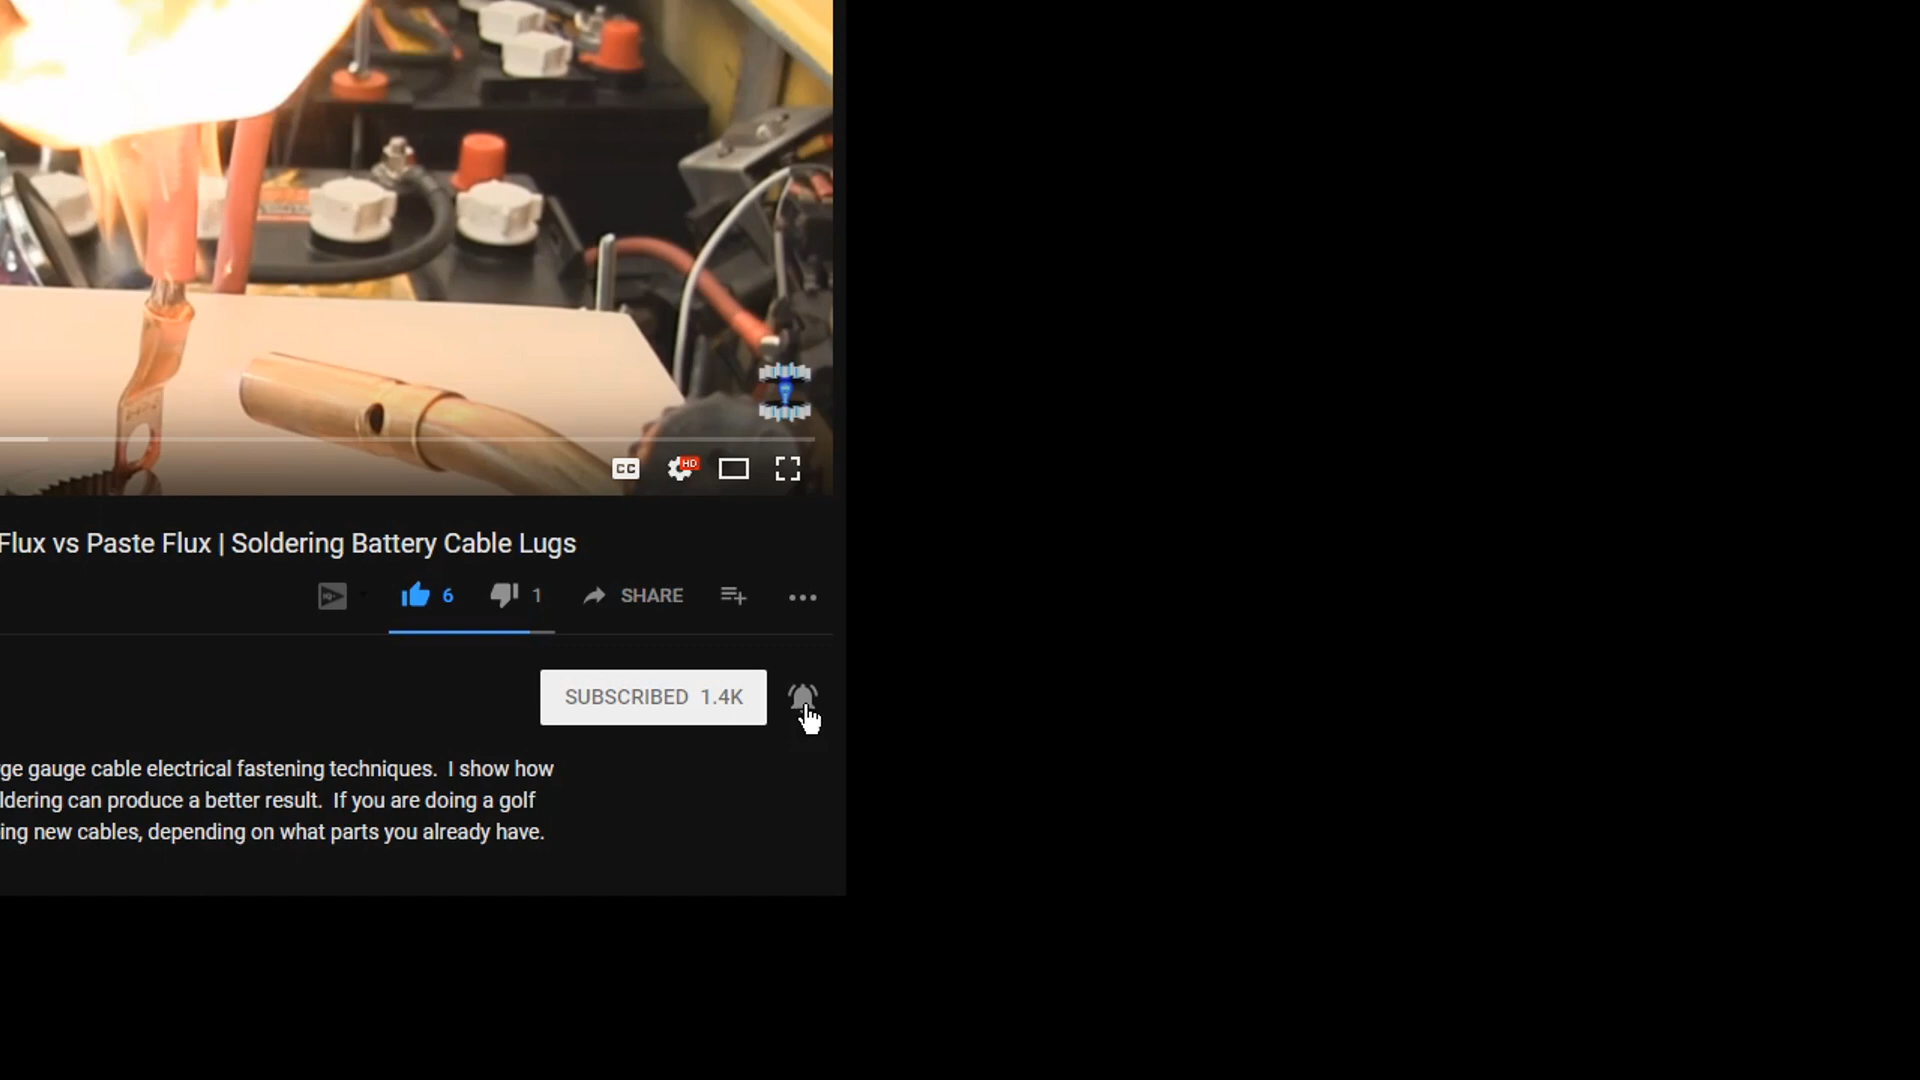 CC
HD
Flux vs Paste Flux | Soldering Battery Cable Lugs
6 1 SHARE
SUBSCRIBED 1.4K
ge gauge cable electrical fastening techniques. I show how
ldering can produce a better result. If you are doing a golf
ing new cables, depending on what parts you already have.